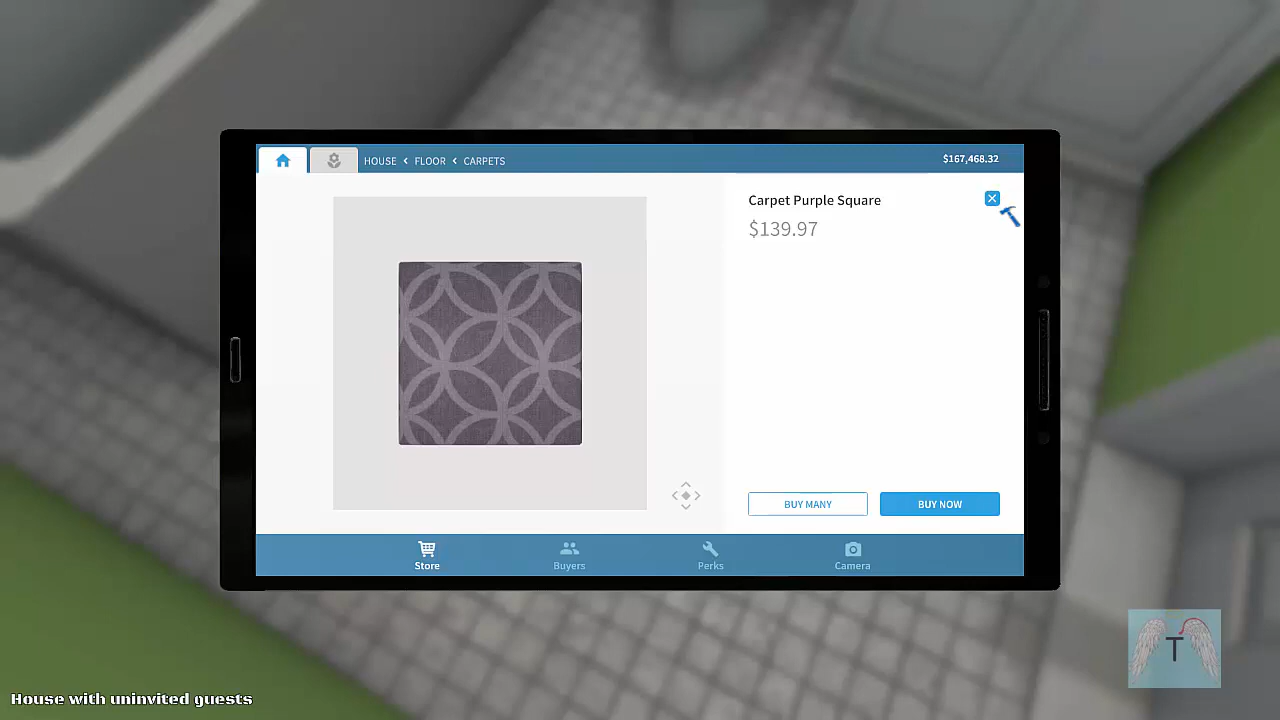 HOUSE < FLOOR < CARPETS
$167,468.32
Carpet Purple Square
$139.97
BUY MANY
BUY NOW
Store
Buyers
Perks
Camera
T
House with uninvited guests